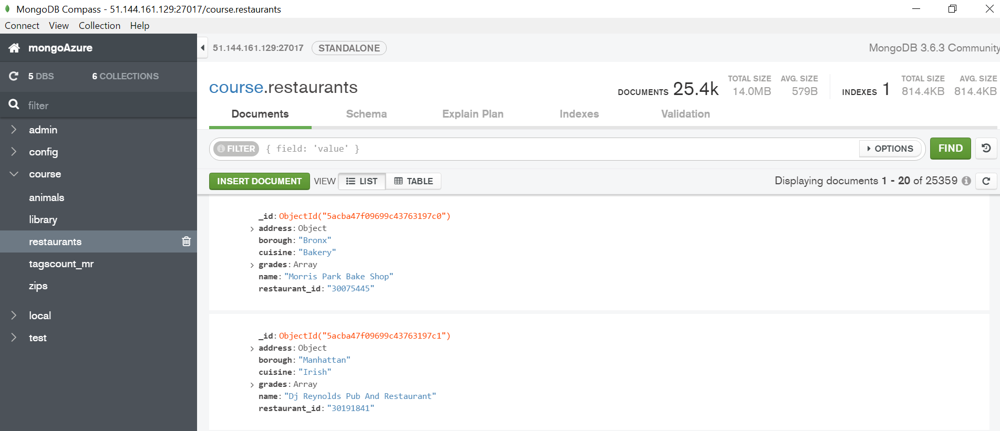 MongoDB Compass - 51.144.161.129:27017/course.restaurants
Connect View Collection Help
mongoAzure
5 DBS 6 COLLECTIONS
filter
admin
config
course
animals
library
restaurants
tagscount_mr
zips
local
test
51.144.161.129:27017 STANDALONE MongoDB 3.6.3 Community
course.restaurants
DOCUMENTS 25.4k TOTAL SIZE 14.0MB AVG. SIZE 579B INDEXES 1 TOTAL SIZE 814.4KB AVG. SIZE 814.4KB
Documents Schema Explain Plan Indexes Validation
FILTER { field: 'value' } OPTIONS FIND
INSERT DOCUMENT VIEW LIST TABLE Displaying documents 1 - 20 of 25359
_id: ObjectId("5acba47f09699c43763197c0")
address: Object
borough: "Bronx"
cuisine: "Bakery"
grades: Array
name: "Morris Park Bake Shop"
restaurant_id: "30075445"
_id: ObjectId("5acba47f09699c43763197c1")
address: Object
borough: "Manhattan"
cuisine: "Irish"
grades: Array
name: "Dj Reynolds Pub And Restaurant"
restaurant_id: "30191841"